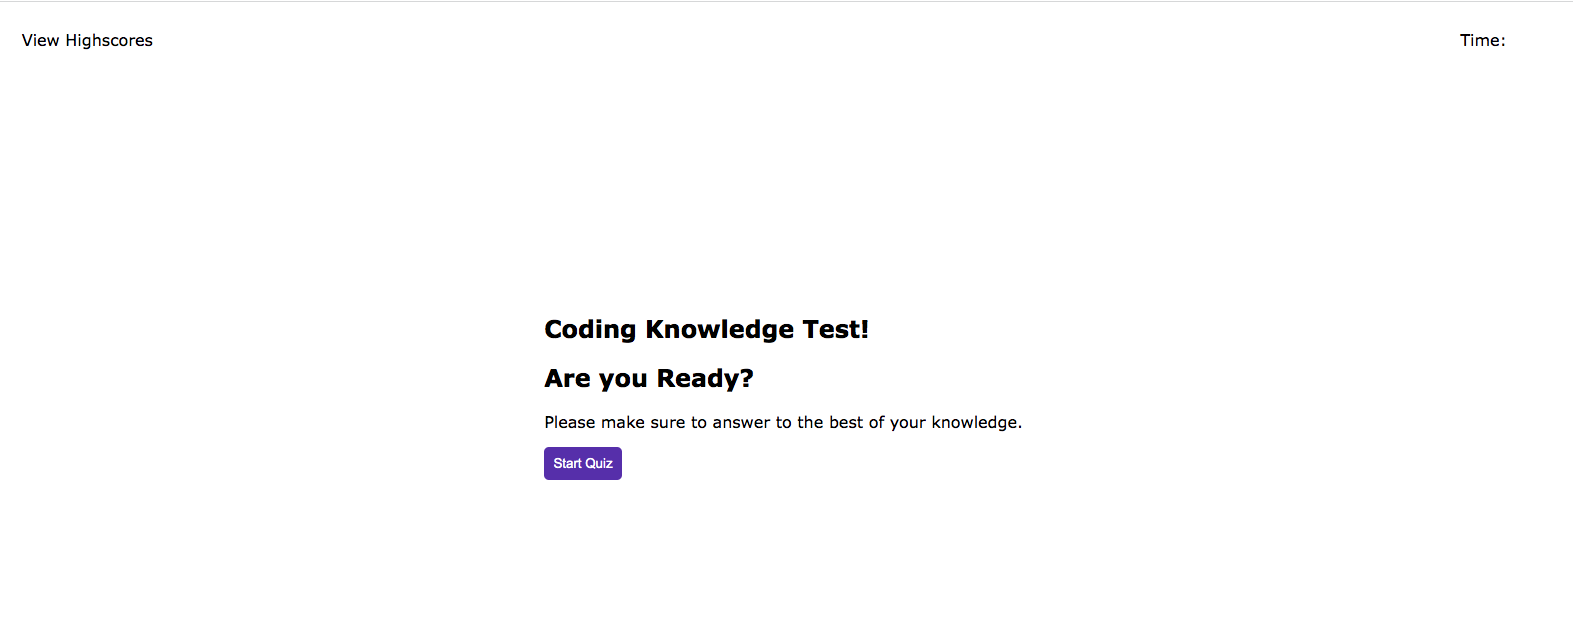 View Highscores
Time:
Coding Knowledge Test!
Are you Ready?
Please make sure to answer to the best of your knowledge.
Start Quiz